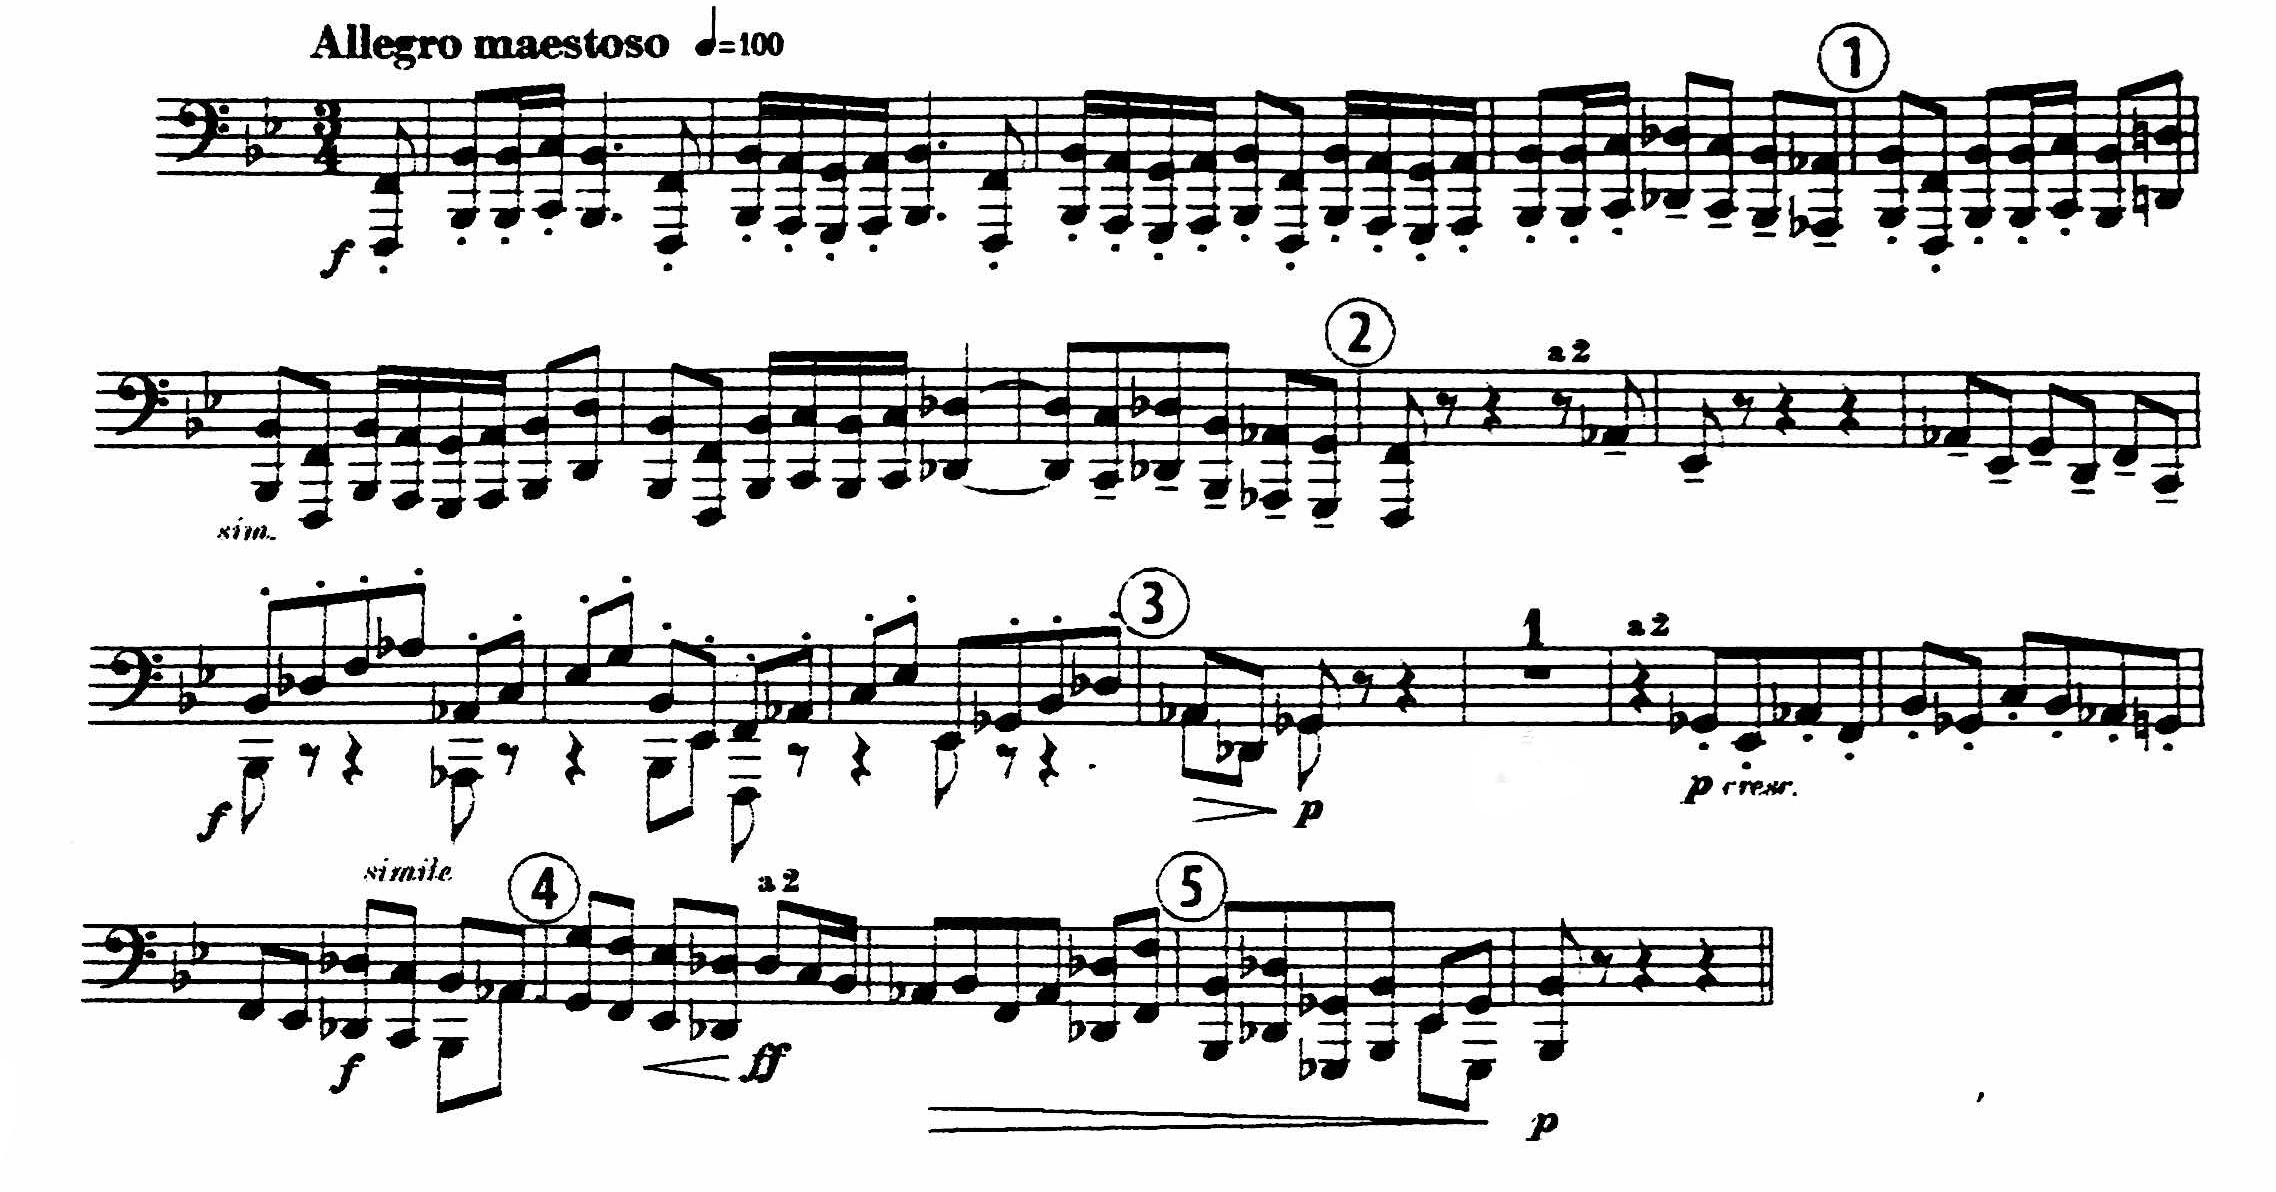 Allegro maestoso ♩=100
1
3
4
f
2
a 2
sim.
3
1
a 2
f
p
p cresc.
simile
4
a 2
5
f
ff
p